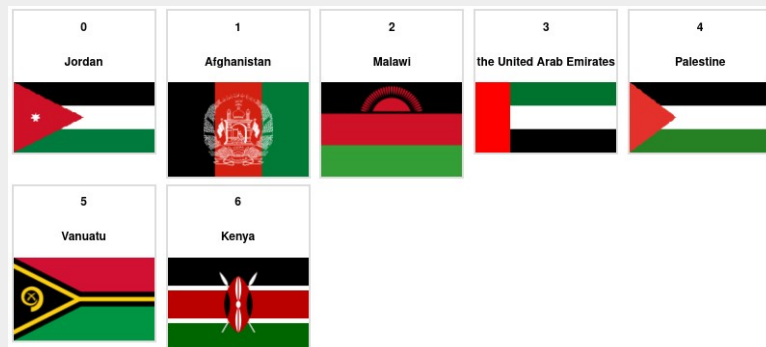 0
Jordan
1
Afghanistan
2
Malawi
3
the United Arab Emirates
4
Palestine
5
Vanuatu
6
Kenya